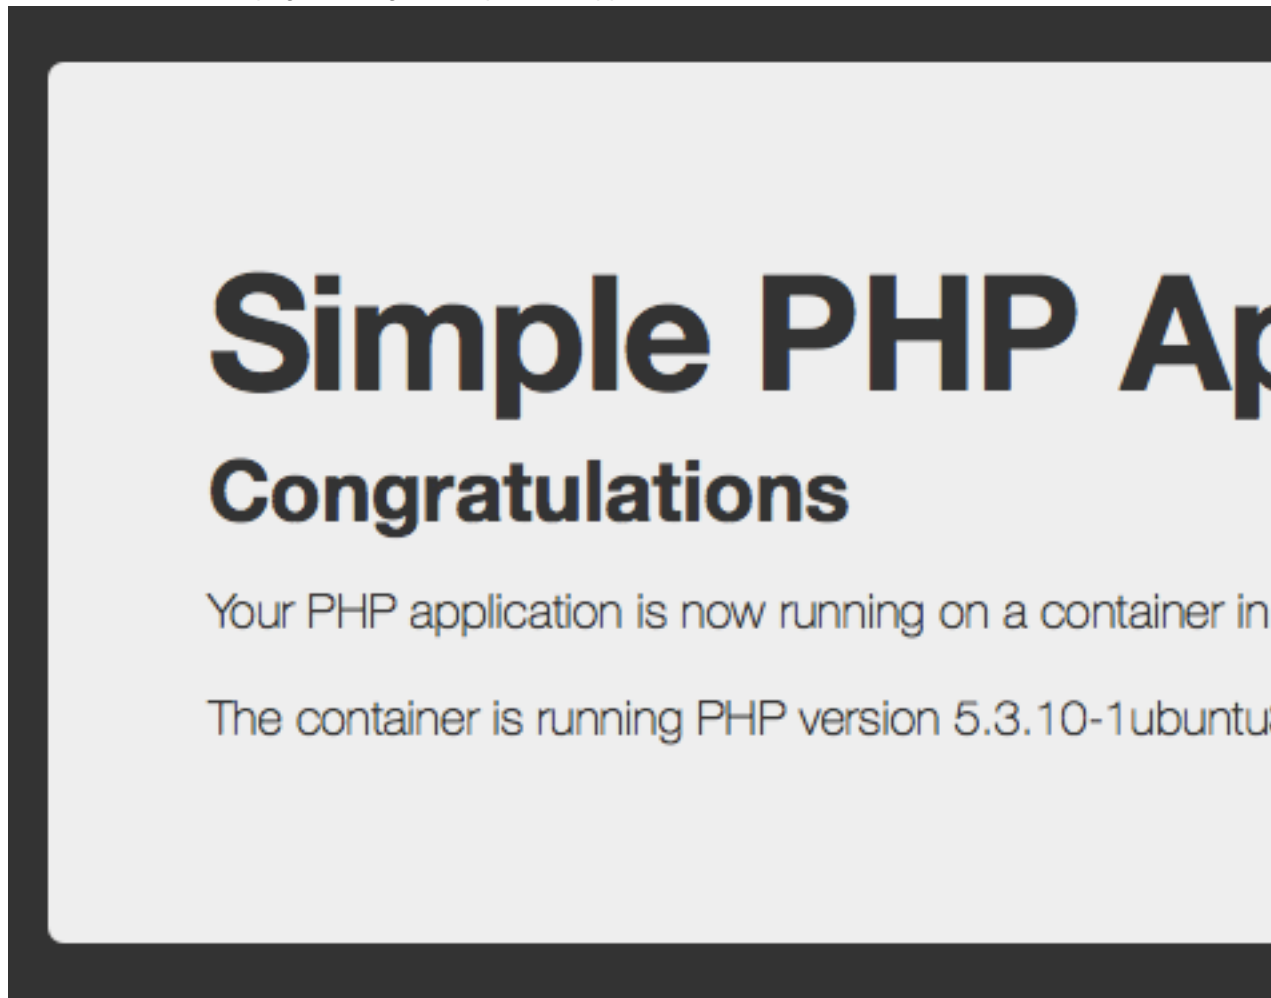 Simple PHP Ap
Congratulations
Your PHP application is now running on a container in
The container is running PHP version 5.3.10-1ubuntu